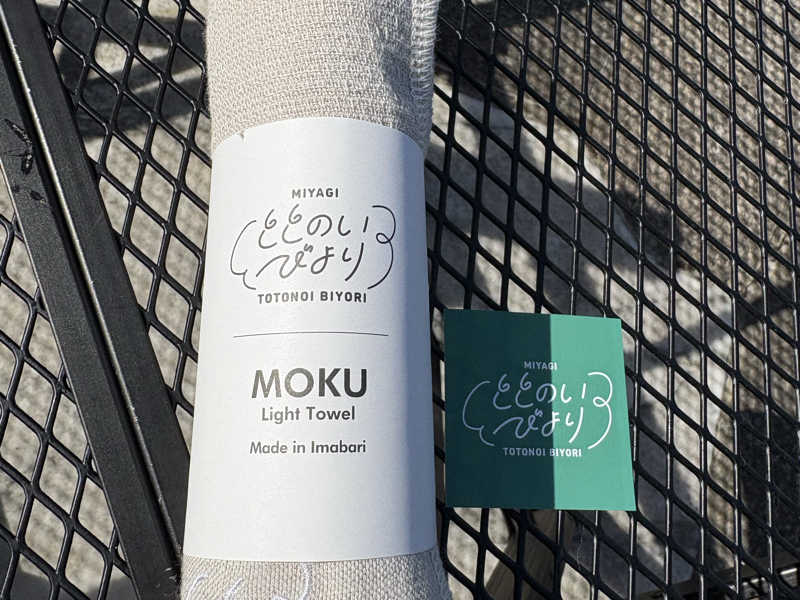 MIYAGI
ととのい
びより
TOTONOI BIYORI
MOKU
Light Towel
Made in Imabari
MIYAGI
ととのい
びより
TOTONOI BIYORI